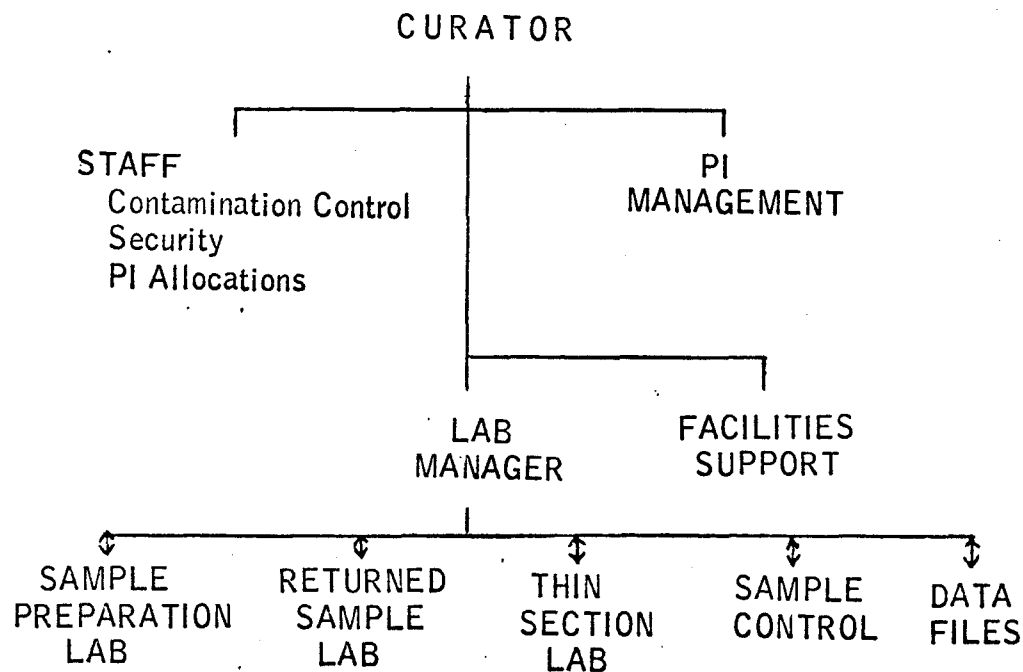 CURATOR
STAFF
Contamination Control
Security
PI Allocations
PI
MANAGEMENT
LAB
MANAGER
FACILITIES
SUPPORT
SAMPLE
PREPARATION
LAB
RETURNED
SAMPLE
LAB
THIN
SECTION
LAB
SAMPLE
CONTROL
DATA
FILES